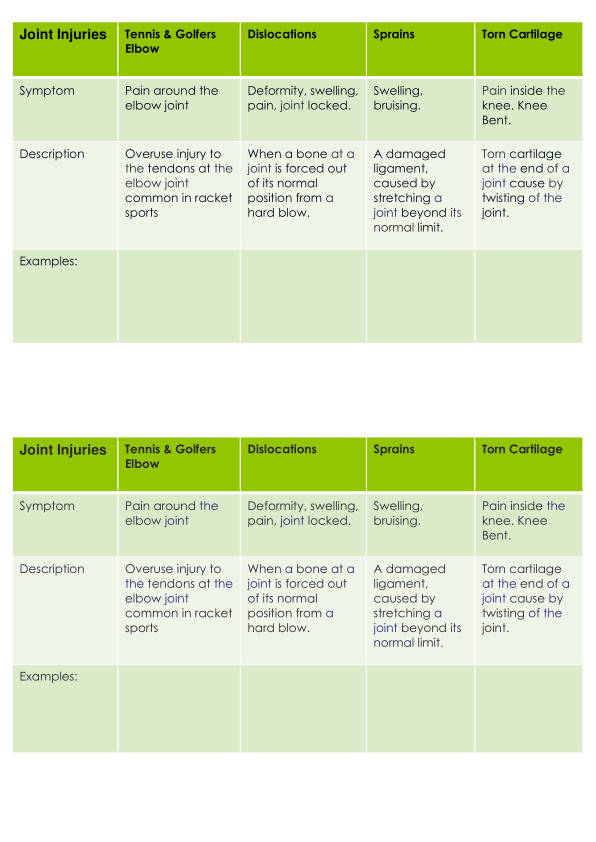 Joint Injuries
Tennis & Golfers
Elbow
Dislocations
Sprains
Torn Cartilage
Symptom
Pain around the
elbow joint
Deformity, swelling,
pain, joint locked.
Swelling,
bruising.
Pain inside the
knee. Knee
Bent.
Description
Overuse injury to
the tendons at the
elbow joint
common in racket
sports
When a bone at a
joint is forced out
of its normal
position from a
hard blow.
A damaged
ligament,
caused by
stretching a
joint beyond its
normal limit.
Torn cartilage
at the end of a
joint cause by
twisting of the
joint.
Examples:
Joint Injuries
Tennis & Golfers
Elbow
Dislocations
Sprains
Torn Cartilage
Symptom
Pain around the
elbow joint
Deformity, swelling,
pain, joint locked.
Swelling,
bruising.
Pain inside the
knee. Knee
Bent.
Description
Overuse injury to
the tendons at the
elbow joint
common in racket
sports
When a bone at a
joint is forced out
of its normal
position from a
hard blow.
A damaged
ligament,
caused by
stretching a
joint beyond its
normal limit.
Torn cartilage
at the end of a
joint cause by
twisting of the
joint.
Examples: